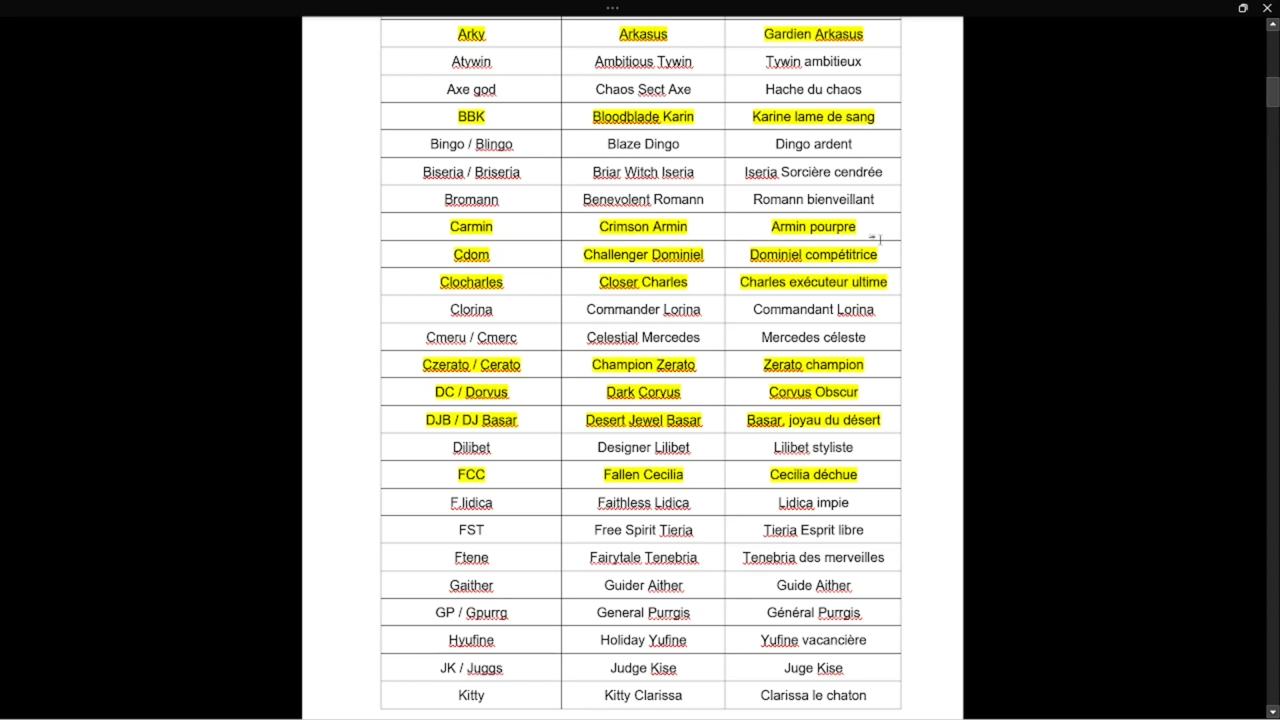 Arky Arkasus Gardien Arkasus
Atywin Ambitious Tywin Tywin ambitieux
Axe god Chaos Sect Axe Hache du chaos
BBK Bloodblade Karin Karine lame de sang
Bingo / Blingo Blaze Dingo Dingo ardent
Biseria / Briseria Briar Witch Iseria Iseria Sorcière cendrée
Bromann Benevolent Romann Romann bienveillant
Carmin Crimson Armin Armin pourpre
Cdom Challenger Dominiel Dominiel compétitrice
Clocharles Closer Charles Charles exécuteur ultime
Clorina Commander Lorina Commandant Lorina
Cmeru / Cmerc Celestial Mercedes Mercedes céleste
Czerato / Cerato Champion Zerato Zerato champion
DC / Dorvus Dark Corvus Corvus Obscur
DJB / DJ Basar Desert Jewel Basar Basar, joyau du désert
Dilibet Designer Lilibet Lilibet styliste
FCC Fallen Cecilia Cecilia déchue
F.lidica Faithless Lidica Lidica impie
FST Free Spirit Tieria Tieria Esprit libre
Ftene Fairytale Tenebria Tenebria des merveilles
Gaither Guider Aither Guide Aither
GP / Gpurrg General Purrgis Général Purrgis
Hyufine Holiday Yufine Yufine vacancière
JK / Juggs Judge Kise Juge Kise
Kitty Kitty Clarissa Clarissa le chaton